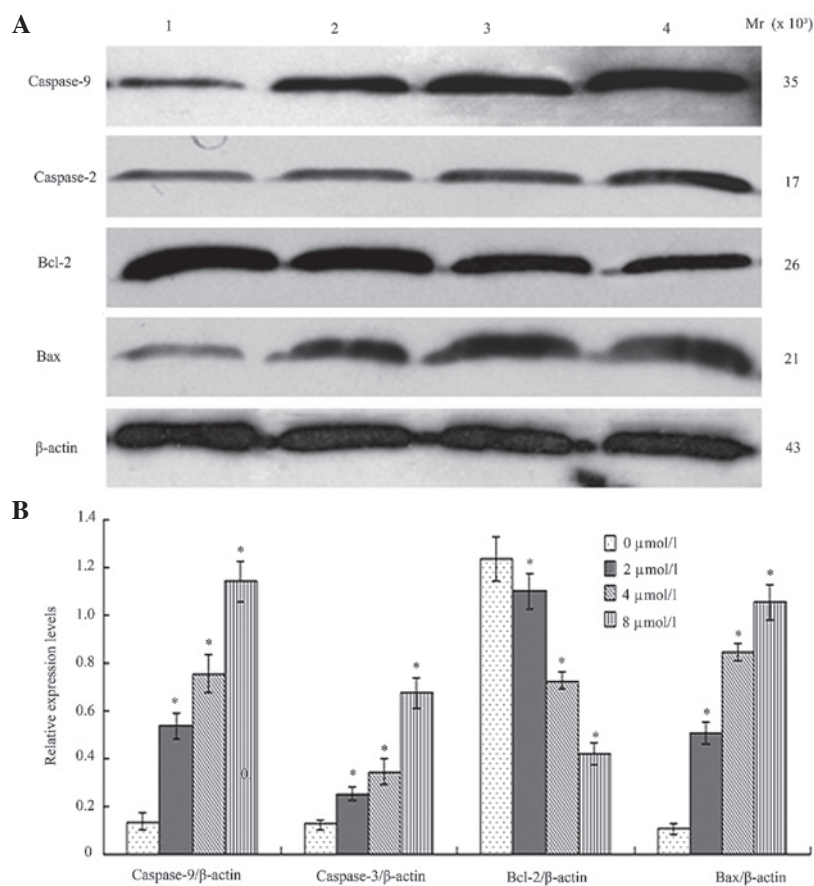 A
1 2 3 4 Mr (x 10³)
Caspase-9 35
Caspase-2 17
Bcl-2 26
Bax 21
β-actin 43
B
Relative expression levels
1.4
1.2
1.0
0.8
0.6
0.4
0.2
0
0 µmol/l
2 µmol/l
4 µmol/l
8 µmol/l
* * *
* * *
* * *
* * *
0.
Caspase-9/β-actin Caspase-3/β-actin Bcl-2/β-actin Bax/β-actin